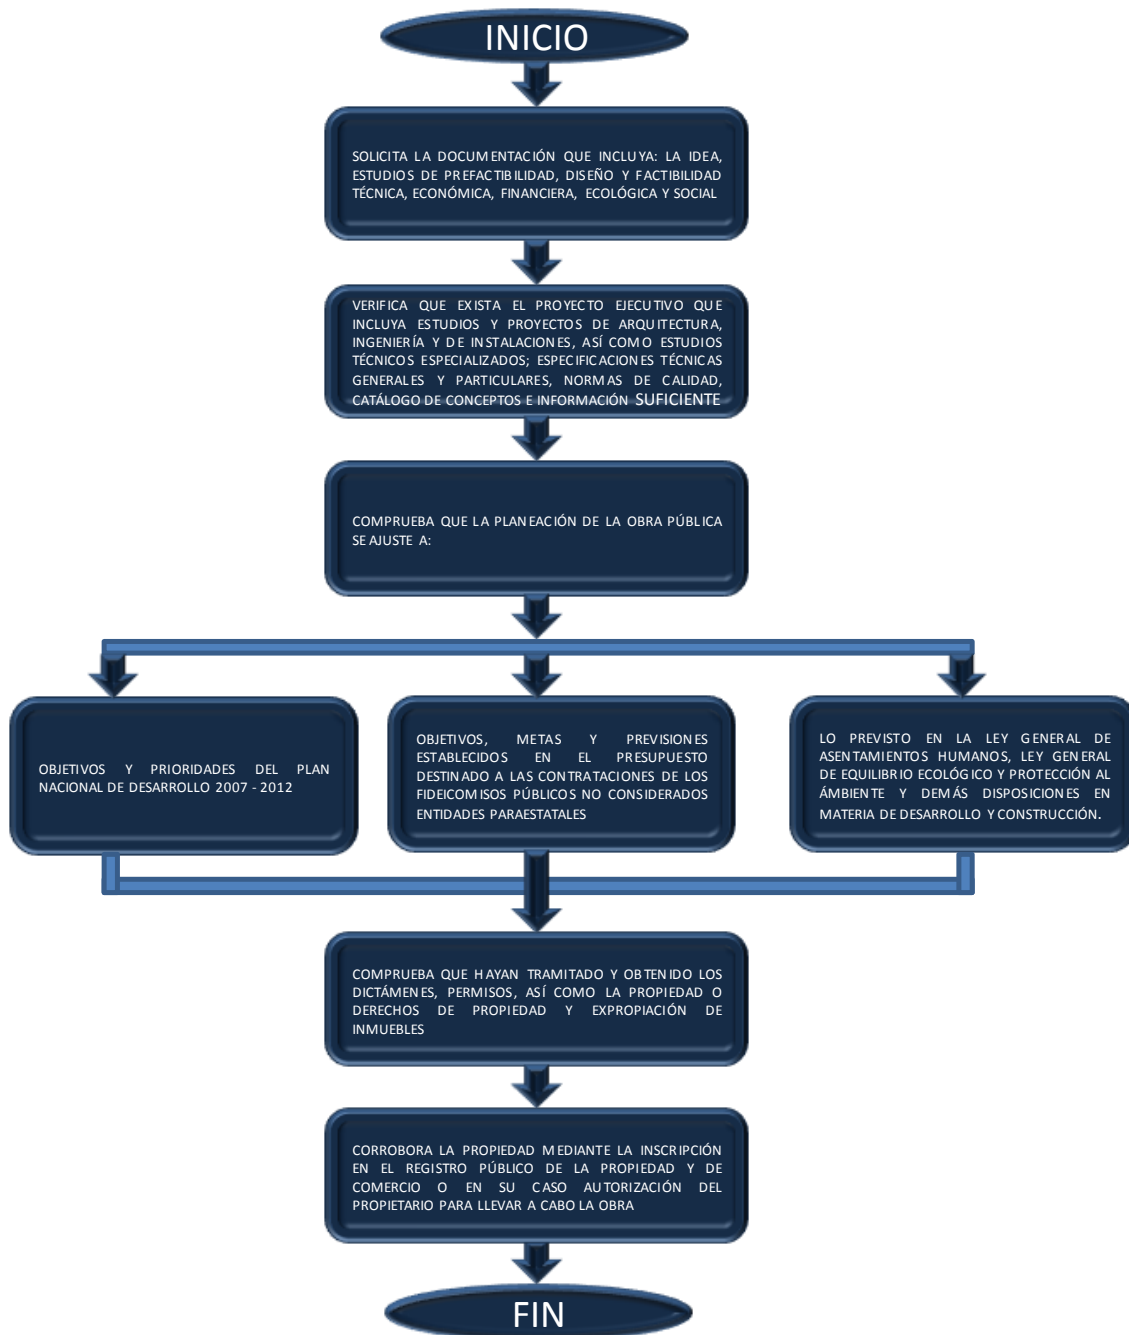 INICIO
SOLICITA LA DOCUMENTACIÓN QUE INCLUYA: LA IDEA,
ESTUDIOS DE PREFACTIBILIDAD, DISEÑO Y FACTIBILIDAD
TÉCNICA, ECONÓMICA, FINANCIERA, ECOLÓGICA Y SOCIAL
VERIFICA QUE EXISTA EL PROYECTO EJECUTIVO QUE
INCLUYA ESTUDIOS Y PROYECTOS DE ARQUITECTURA,
INGENIERÍA Y DE INSTALACIONES, ASÍ COMO ESTUDIOS
TÉCNICOS ESPECIALIZADOS; ESPECIFICACIONES TÉCNICAS
GENERALES Y PARTICULARES, NORMAS DE CALIDAD,
CATÁLOGO DE CONCEPTOS E INFORMACIÓN SUFICIENTE
COMPRUEBA QUE LA PLANEACIÓN DE LA OBRA PÚBLICA
SE AJUSTE A:
OBJETIVOS Y PRIORIDADES DEL PLAN
NACIONAL DE DESARROLLO 2007 - 2012
OBJETIVOS, METAS Y PREVISIONES
ESTABLECIDOS EN EL PRESUPUESTO
DESTINADO A LAS CONTRATACIONES DE LOS
FIDEICOMISOS PÚBLICOS NO CONSIDERADOS
ENTIDADES PARAESTATALES
LO PREVISTO EN LA LEY GENERAL DE
ASENTAMIENTOS HUMANOS, LEY GENERAL
DE EQUILIBRIO ECOLÓGICO Y PROTECCIÓN AL
ÁMBIENTE Y DEMÁS DISPOSICIONES EN
MATERIA DE DESARROLLO Y CONSTRUCCIÓN.
COMPRUEBA QUE HAYAN TRAMITADO Y OBTENIDO LOS
DICTÁMENES, PERMISOS, ASÍ COMO LA PROPIEDAD O
DERECHOS DE PROPIEDAD Y EXPROPIACIÓN DE
INMUEBLES
CORROBORA LA PROPIEDAD MEDIANTE LA INSCRIPCIÓN
EN EL REGISTRO PÚBLICO DE LA PROPIEDAD Y DE
COMERCIO O EN SU CASO AUTORIZACIÓN DEL
PROPIETARIO PARA LLEVAR A CABO LA OBRA
FIN